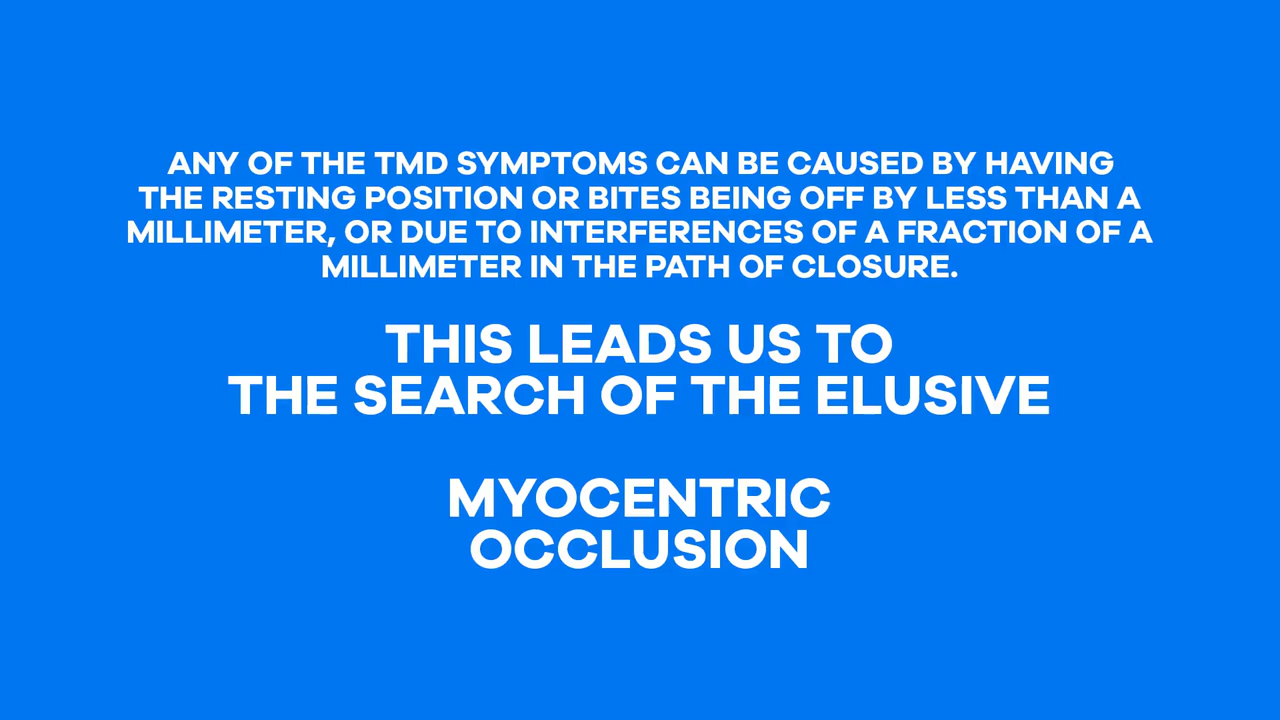 ANY OF THE TMD SYMPTOMS CAN BE CAUSED BY HAVING
THE RESTING POSITION OR BITES BEING OFF BY LESS THAN A
MILLIMETER, OR DUE TO INTERFERENCES OF A FRACTION OF A
MILLIMETER IN THE PATH OF CLOSURE.
THIS LEADS US TO
THE SEARCH OF THE ELUSIVE
MYOCENTRIC
OCCLUSION